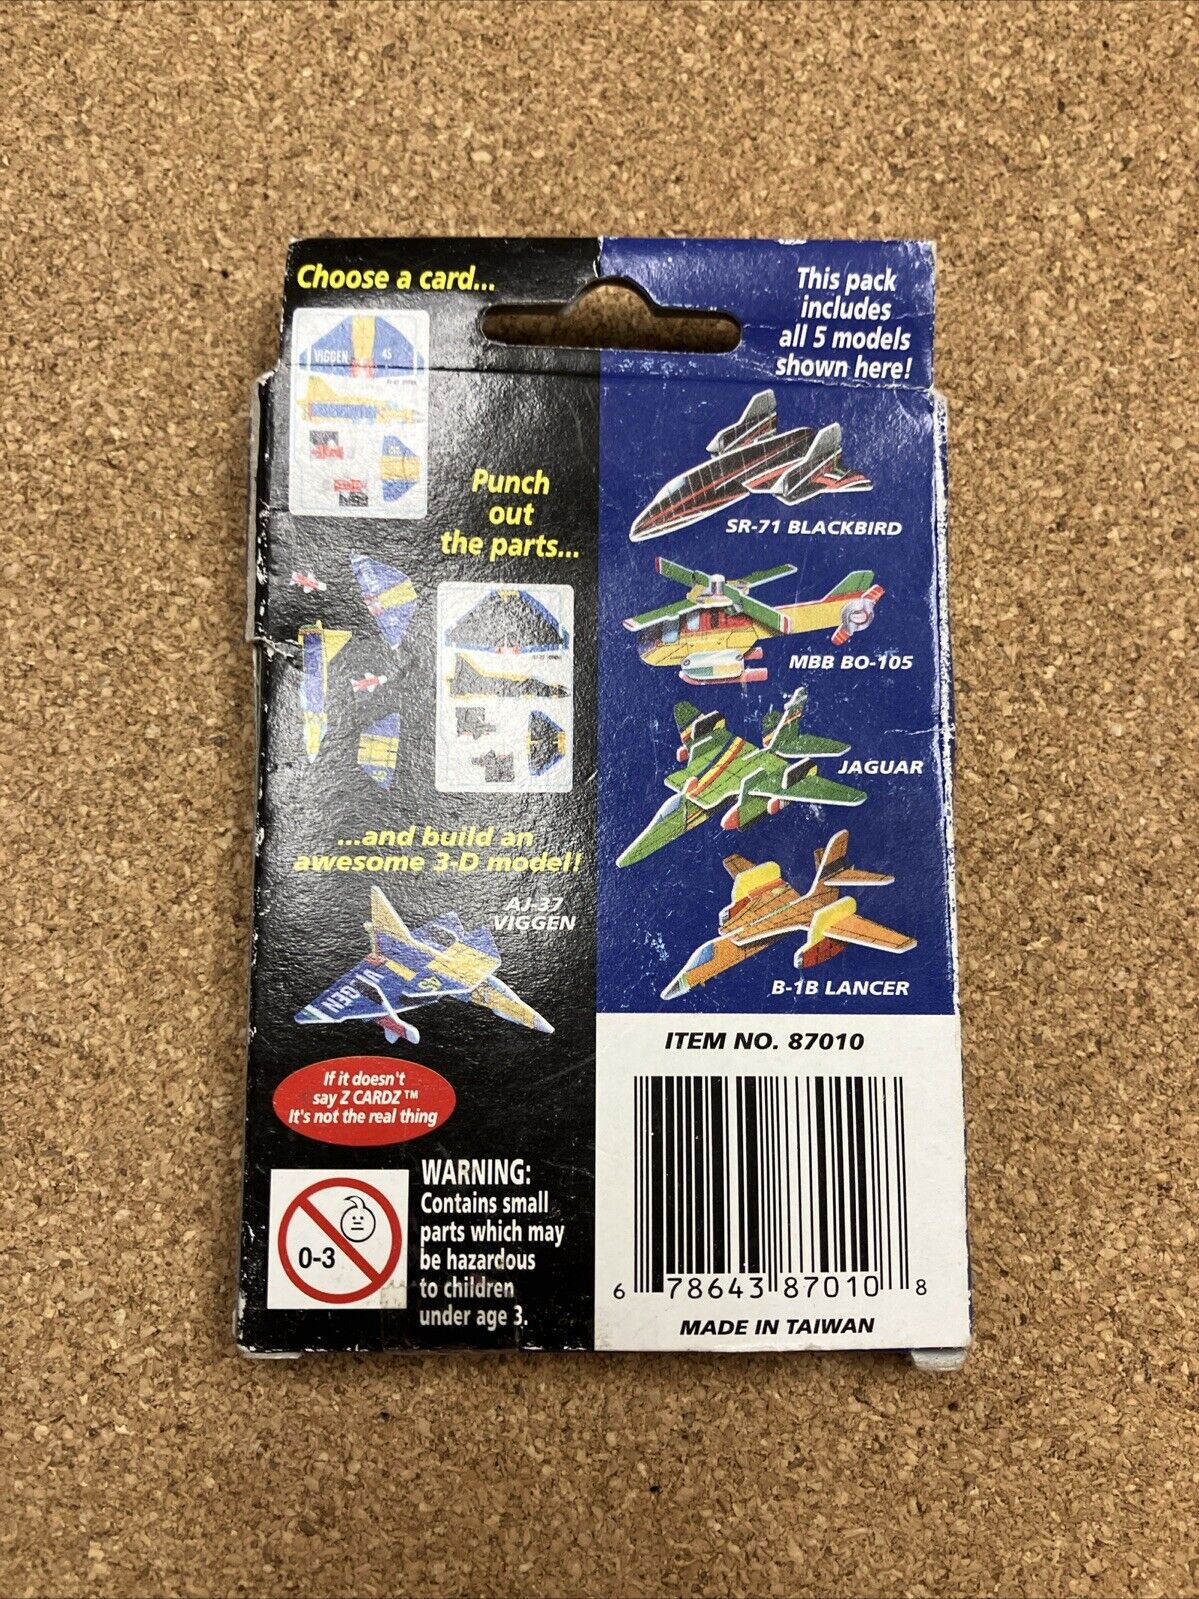 Choose a card...
VIGGEN 45
Punch
out
the parts...
...and build an
awesome 3-D model!
AJ-37
VIGGEN
If it doesn't
say Z CARDZ™
It's not the real thing
0-3
WARNING:
Contains small
parts which may
be hazardous
to children
under age 3.
This pack
includes
all 5 models
shown here!
SR-71 BLACKBIRD
MBB BO-105
JAGUAR
B-1B LANCER
ITEM NO. 87010
6 78643 87010 8
MADE IN TAIWAN